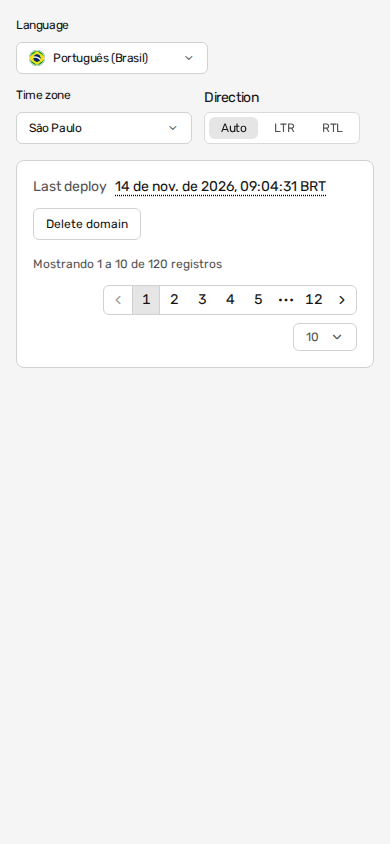 Language
Português (Brasil)
Time zone
Direction
São Paulo
Auto LTR RTL
Last deploy 14 de nov. de 2026, 09:04:31 BRT
Delete domain
Mostrando 1 a 10 de 120 registros
1 2 3 4 5 ••• 12
10